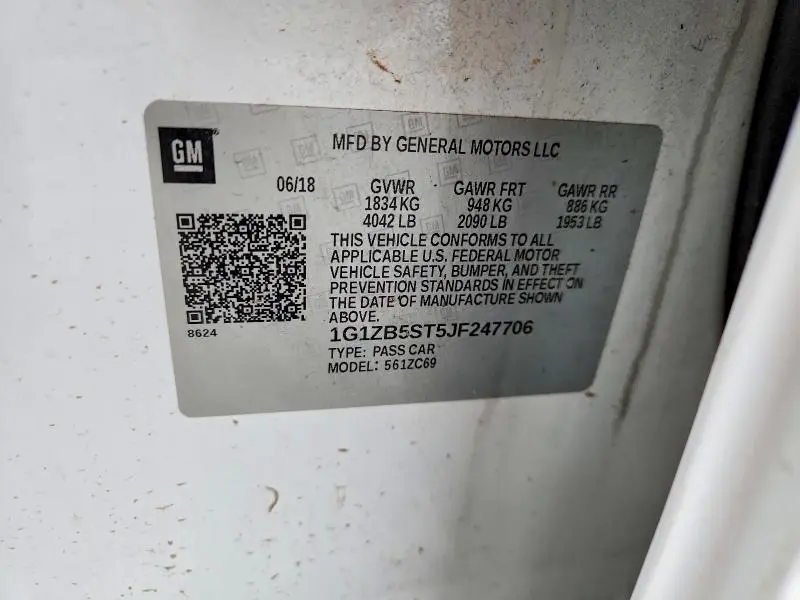 GM
MFD BY GENERAL MOTORS LLC
06/18 GVWR GAWR FRT GAWR RR
1834 KG 948 KG 886 KG
4042 LB 2090 LB 1953 LB
THIS VEHICLE CONFORMS TO ALL
APPLICABLE U.S. FEDERAL MOTOR
VEHICLE SAFETY, BUMPER, AND THEFT
PREVENTION STANDARDS IN EFFECT ON
THE DATE OF MANUFACTURE SHOWN
ABOVE.
8624
1G1ZB5ST5JF247706
TYPE: PASS CAR
MODEL: 561ZC69